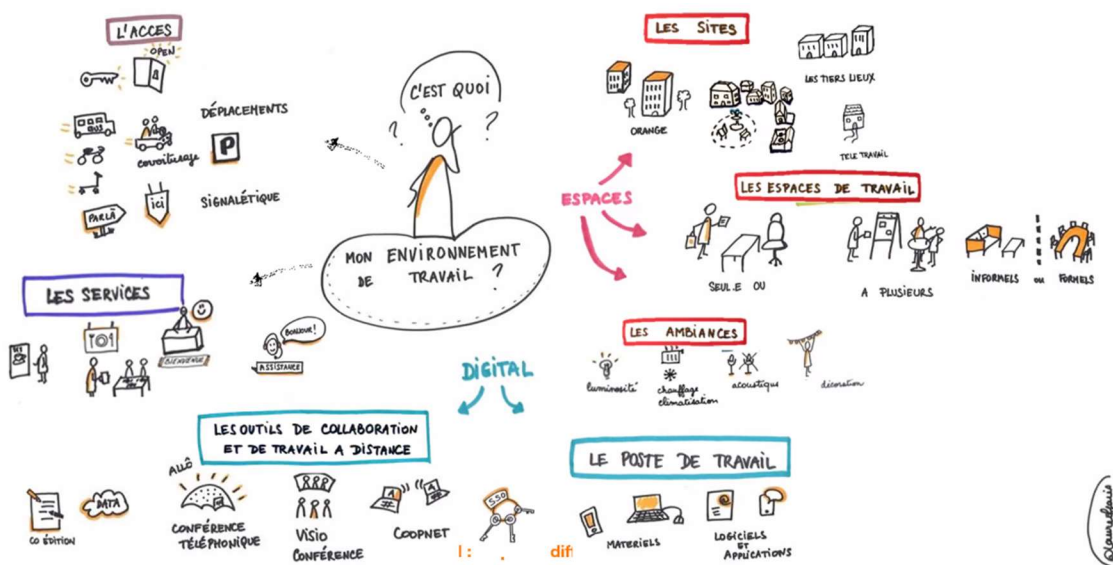 L'ACCES
OPEN
DÉPLACEMENTS
BUS
covoiturage
P
SIGNALÉTIQUE
PARLÀ
ici
C'EST QUOI
?
?
MON ENVIRONNEMENT
DE TRAVAIL ?
LES SERVICES
BIENVENUE
BONJOUR!
ASSISTANCE
ESPACES
LES SITES
ORANGE
LES TIERS LIEUX
TELETRAVAIL
LES ESPACES DE TRAVAIL
SEUL.E OU
A PLUSIEURS
INFORMELS OU FORMELS
LES AMBIANCES
luminosité
chauffage
climatisation
acoustique
décoration
DIGITAL
LES OUTILS DE COLLABORATION
ET DE TRAVAIL A DISTANCE
CO EDITION
DATA
ALLÔ
CONFÉRENCE
TÉLÉPHONIQUE
VISIO
CONFÉRENCE
COOPNET
SSO
LE POSTE DE TRAVAIL
MATERIELS
LOGICIELS
ET
APPLICATIONS